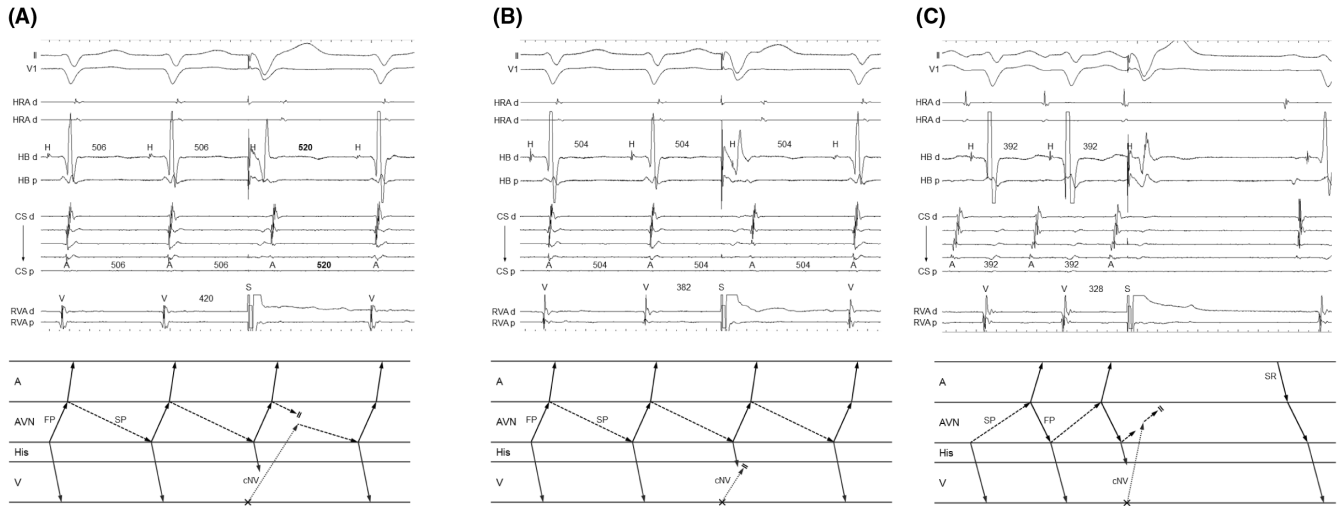 (A)
II
V1
HRA d
HRA d
H 506 H 506 H 520 H
HB d
HB p
CS d
A 506 A 506 A 520 A
CS p
V V 420 S V
RVA d
RVA p
A
AVN FP SP
His
V cNV
(B)
II
V1
HRA d
HRA d
H 504 H 504 H 504 H
HB d
HB p
CS d
A 504 A 504 A 504 A
CS p
V V 382 S V
RVA d
RVA p
A
AVN FP SP
His
V cNV
(C)
II
V1
HRA d
HRA d
H 392 H 392 H
HB d
HB p
CS d
A 392 A 392 A
CS p
V V 328 S
RVA d
RVA p
A SR
AVN SP FP
His
V cNV